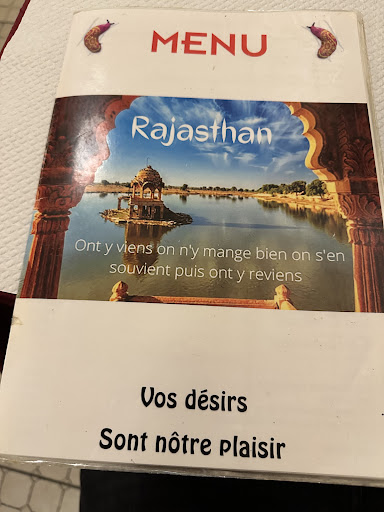 MENU
Rajasthan
Ont y viens on n'y mange bien on s'en
souvient puis ont y reviens
Vos désirs
Sont nôtre plaisir